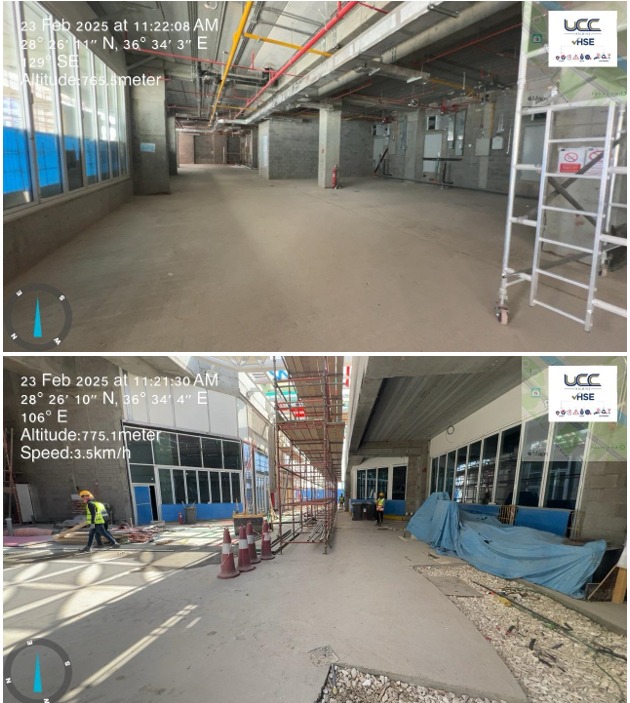 23 Feb 2025 at 11:22:08 AM
28° 26' 11" N, 36° 34' 3" E
129° SE
Altitude:765.5meter
UCC
HSE
23 Feb 2025 at 11:21:30 AM
28° 26' 10" N, 36° 34' 4" E
106° E
Altitude:775.1meter
Speed:3.5km/h
UCC
HSE